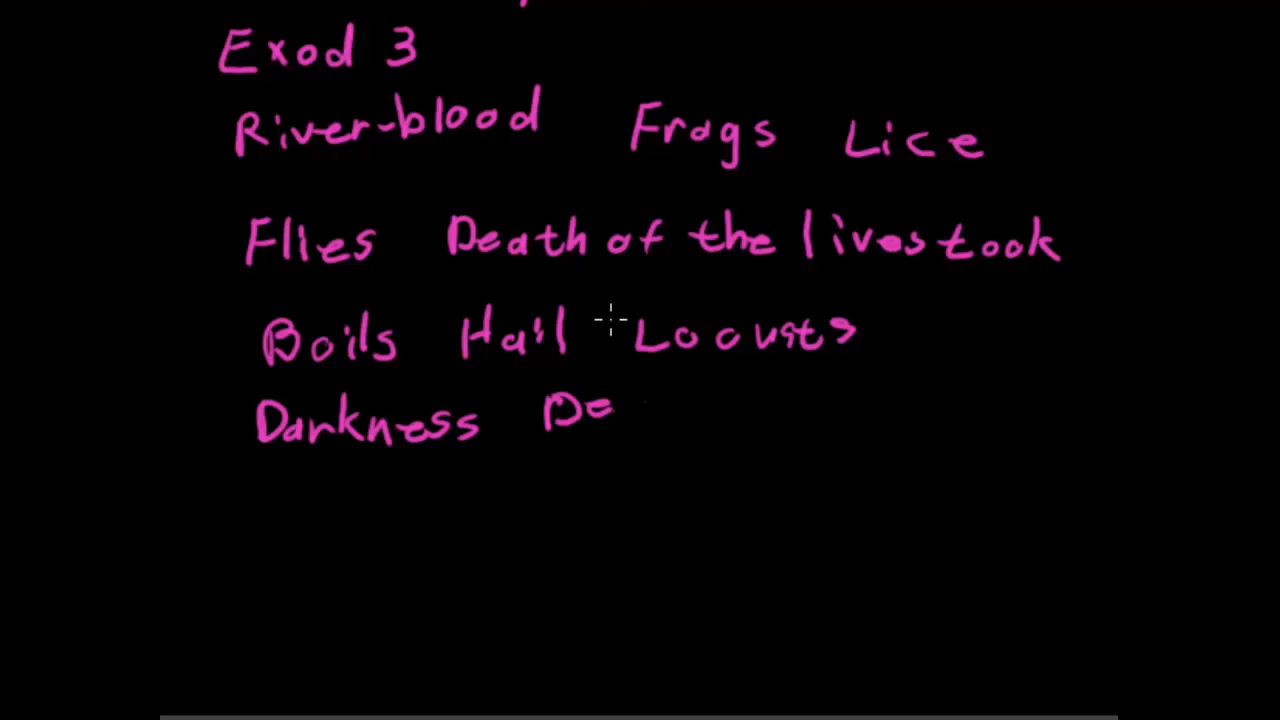 Exod 3
River-blood Frogs Lice
Flies Death of the livestook
Boils Hail Locusts
Darkness De